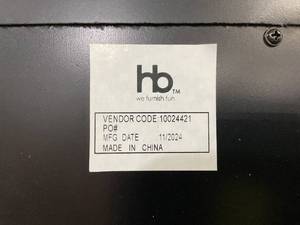 hb™
we furnish fun
VENDOR CODE:10024421
PO#
MFG DATE 11/2024
MADE IN CHINA